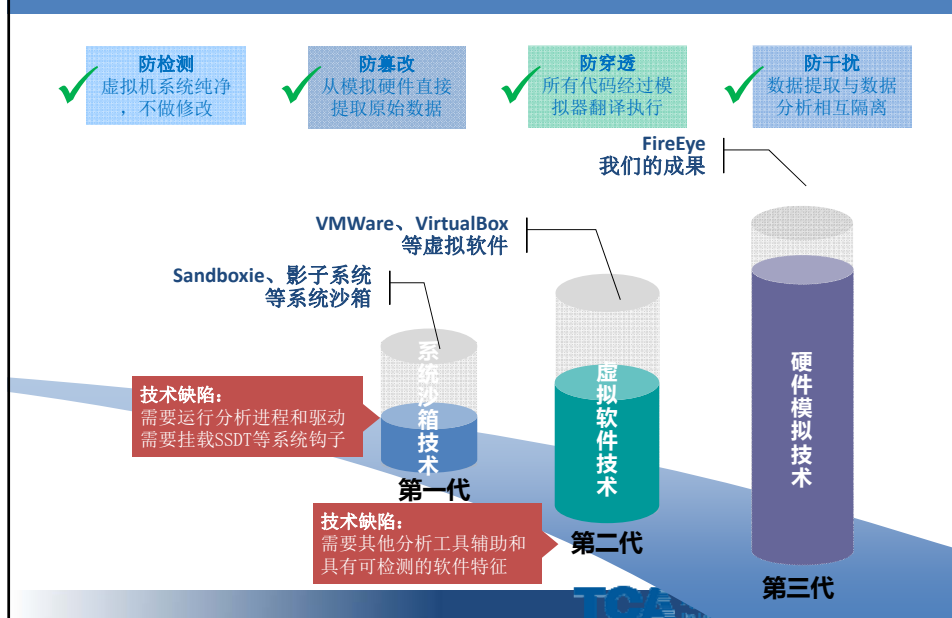 防检测
虚拟机系统纯净
，不做修改
防篡改
从模拟硬件直接
提取原始数据
防穿透
所有代码经过模
拟器翻译执行
防干扰
数据提取与数据
分析相互隔离
FireEye
我们的成果
VMWare、VirtualBox
等虚拟软件
Sandboxie、影子系统
等系统沙箱
系统沙箱技术
虚拟软件技术
硬件模拟技术
技术缺陷：
需要运行分析进程和驱动
需要挂载SSDT等系统钩子
第一代
技术缺陷：
需要其他分析工具辅助和
具有可检测的软件特征
第二代
第三代
TCA